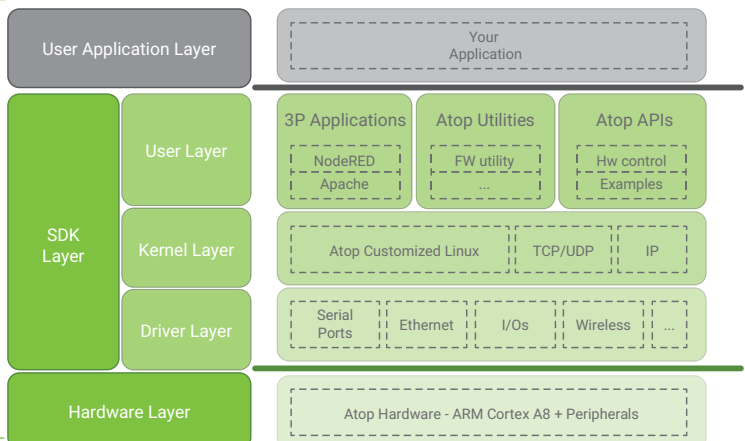 User Application Layer
Your
Application
SDK
Layer
User Layer
3P Applications
NodeRED
Apache
Atop Utilities
FW utility
...
Atop APIs
Hw control
Examples
Kernel Layer
Atop Customized Linux
TCP/UDP
IP
Driver Layer
Serial
Ports
Ethernet
I/Os
Wireless
...
Hardware Layer
Atop Hardware - ARM Cortex A8 + Peripherals